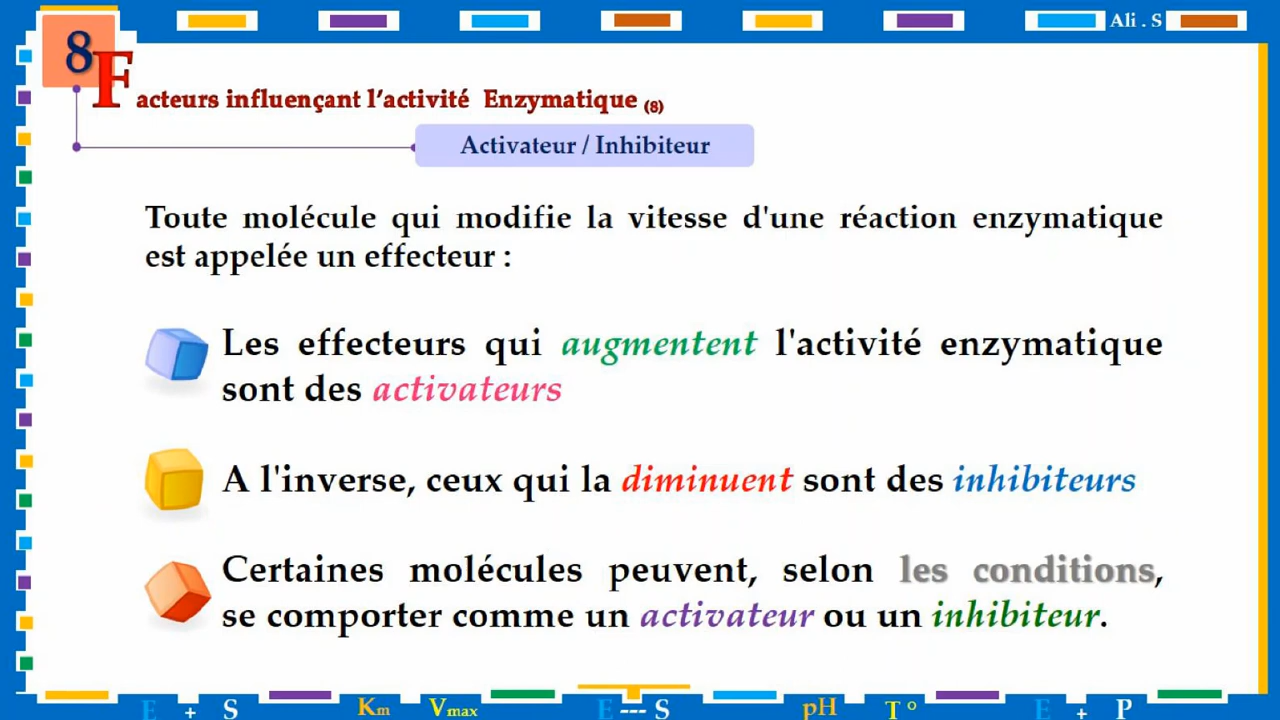 Ali . S
8
Facteurs influençant l’activité Enzymatique (8)
Activateur / Inhibiteur
Toute molécule qui modifie la vitesse d'une réaction enzymatique
est appelée un effecteur :
Les effecteurs qui augmentent l'activité enzymatique
sont des activateurs
A l'inverse, ceux qui la diminuent sont des inhibiteurs
Certaines molécules peuvent, selon les conditions,
se comporter comme un activateur ou un inhibiteur.
E + S Km Vmax E --- S pH T° E + P